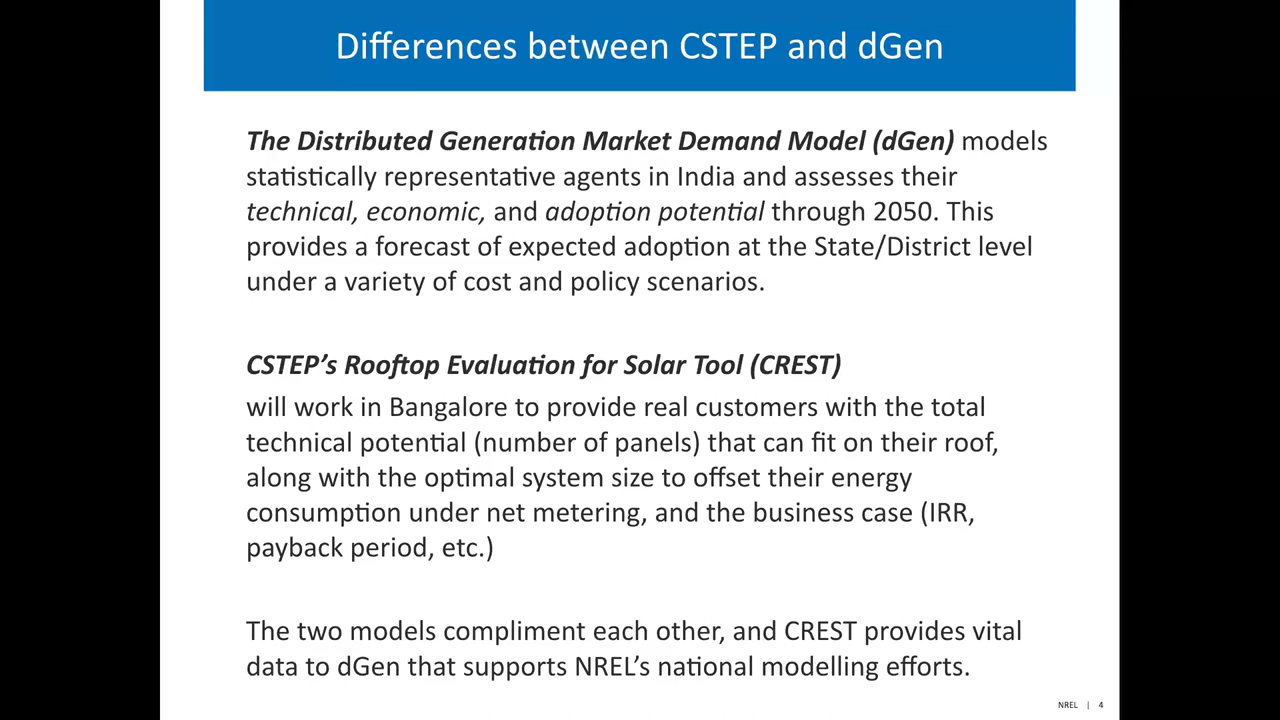 Differences between CSTEP and dGen
The Distributed Generation Market Demand Model (dGen) models
statistically representative agents in India and assesses their
technical, economic, and adoption potential through 2050. This
provides a forecast of expected adoption at the State/District level
under a variety of cost and policy scenarios.
CSTEP’s Rooftop Evaluation for Solar Tool (CREST)
will work in Bangalore to provide real customers with the total
technical potential (number of panels) that can fit on their roof,
along with the optimal system size to offset their energy
consumption under net metering, and the business case (IRR,
payback period, etc.)
The two models compliment each other, and CREST provides vital
data to dGen that supports NREL’s national modelling efforts.
NREL | 4